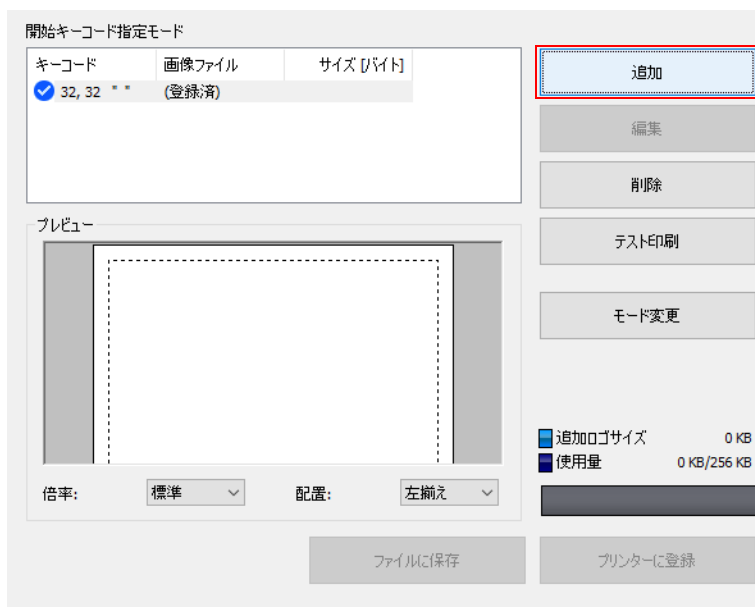 開始キーコード指定モード
キーコード 画像ファイル サイズ [バイト]
32, 32 " " (登録済)
追加
編集
削除
テスト印刷
モード変更
プレビュー
倍率: 標準 配置: 左揃え
追加ロゴサイズ 0 KB
使用量 0 KB/256 KB
ファイルに保存 プリンターに登録